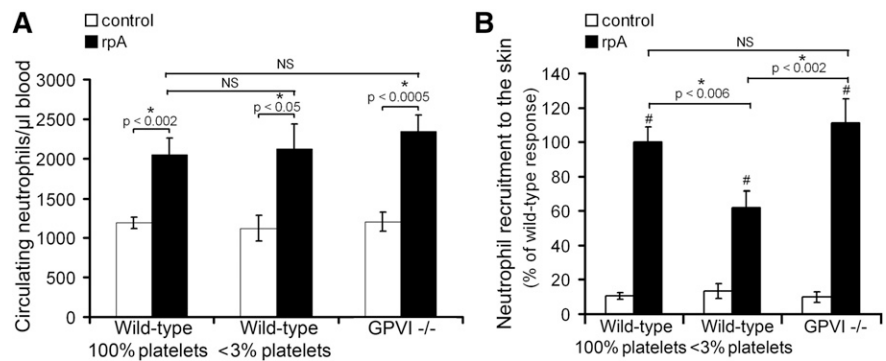 A
control
rpA
Circulating neutrophils/µl blood
3000
2500
2000
1500
1000
500
0
NS
NS
*
p < 0.002
*
p < 0.05
*
p < 0.0005
Wild-type
100% platelets
Wild-type
<3% platelets
GPVI -/-
B
control
rpA
Neutrophil recruitment to the skin
(% of wild-type response)
140
120
100
80
60
40
20
0
NS
*
p < 0.002
*
p < 0.006
#
#
#
Wild-type
100% platelets
Wild-type
<3% platelets
GPVI -/-